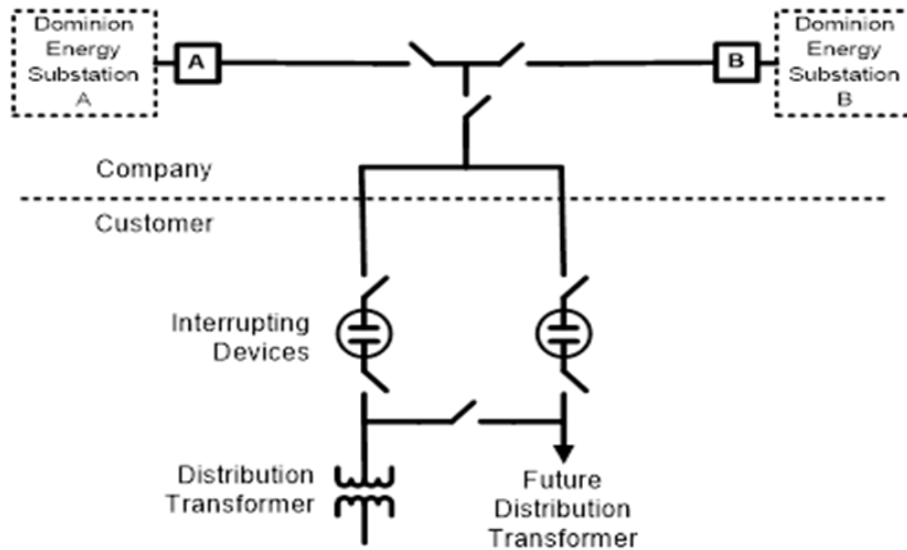 Dominion
Energy
Substation
A
A
B
Dominion
Energy
Substation
B
Company
Customer
Interrupting
Devices
Distribution
Transformer
Future
Distribution
Transformer